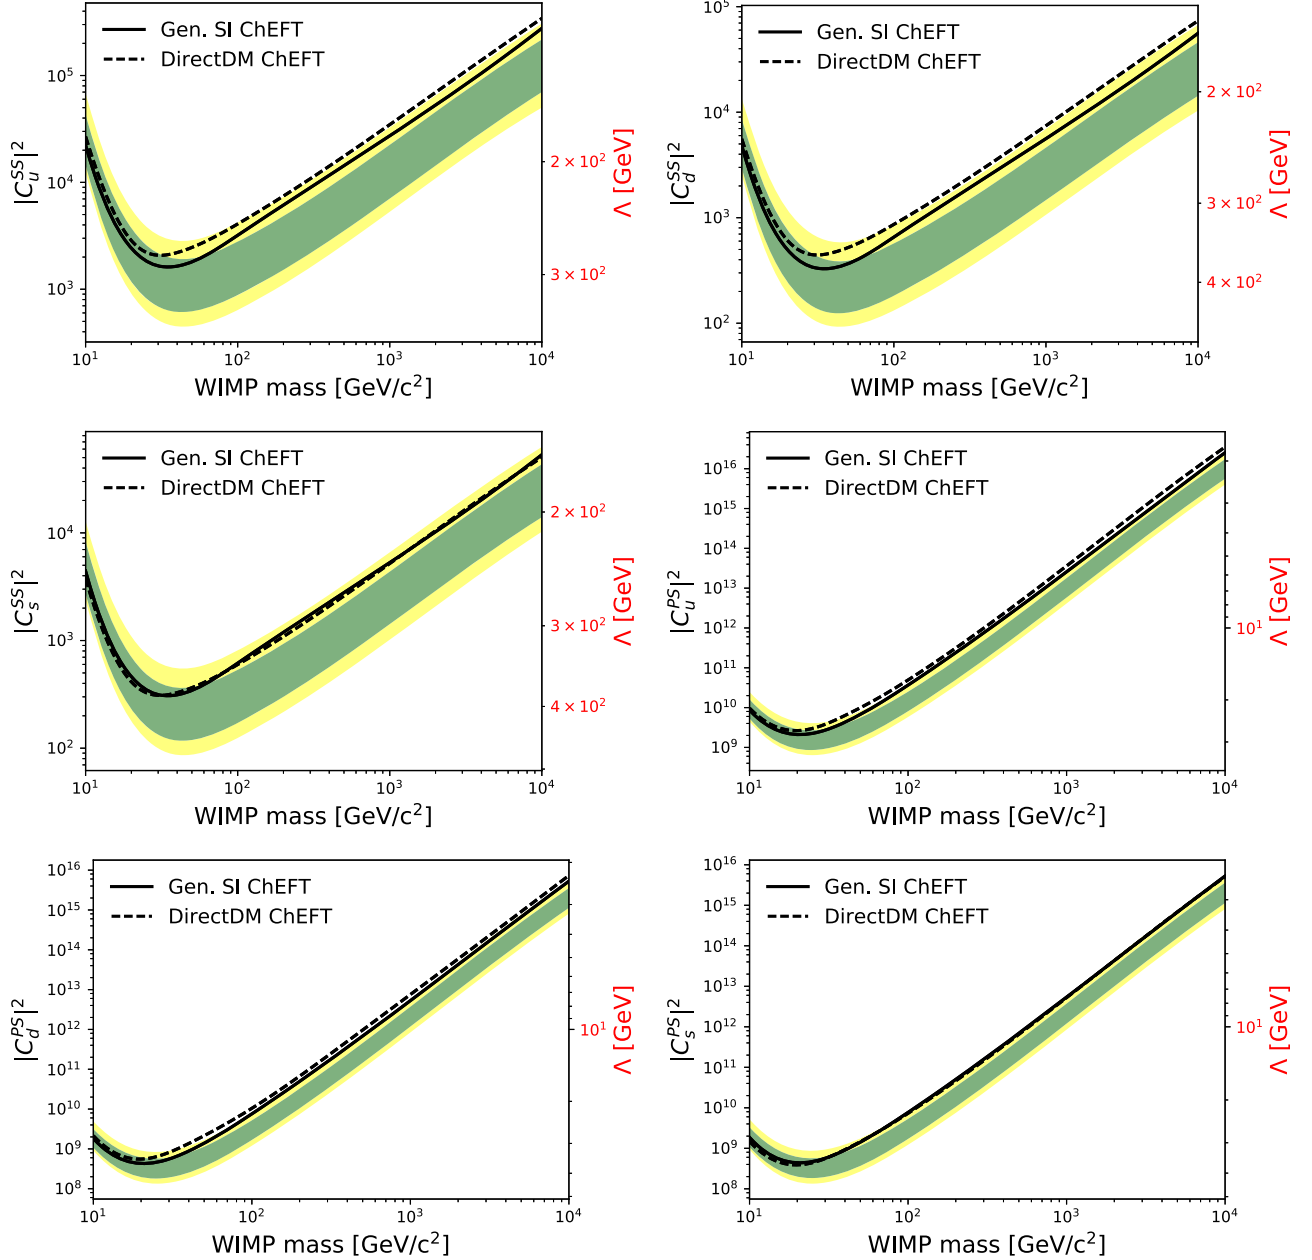 Gen. SI ChEFT
DirectDM ChEFT
10^5
10^4
10^3
|C_u^{SS}|^2
2 × 10^2
3 × 10^2
Λ [GeV]
10^1 10^2 10^3 10^4
WIMP mass [GeV/c^2]
Gen. SI ChEFT
DirectDM ChEFT
10^5
10^4
10^3
10^2
|C_d^{SS}|^2
2 × 10^2
3 × 10^2
4 × 10^2
Λ [GeV]
10^1 10^2 10^3 10^4
WIMP mass [GeV/c^2]
Gen. SI ChEFT
DirectDM ChEFT
10^4
10^3
10^2
|C_s^{SS}|^2
2 × 10^2
3 × 10^2
4 × 10^2
Λ [GeV]
10^1 10^2 10^3 10^4
WIMP mass [GeV/c^2]
Gen. SI ChEFT
DirectDM ChEFT
10^16
10^15
10^14
10^13
10^12
10^11
10^10
10^9
|C_u^{PS}|^2
10^1
Λ [GeV]
10^1 10^2 10^3 10^4
WIMP mass [GeV/c^2]
Gen. SI ChEFT
DirectDM ChEFT
10^16
10^15
10^14
10^13
10^12
10^11
10^10
10^9
10^8
|C_d^{PS}|^2
10^1
Λ [GeV]
10^1 10^2 10^3 10^4
WIMP mass [GeV/c^2]
Gen. SI ChEFT
DirectDM ChEFT
10^16
10^15
10^14
10^13
10^12
10^11
10^10
10^9
10^8
|C_s^{PS}|^2
10^1
Λ [GeV]
10^1 10^2 10^3 10^4
WIMP mass [GeV/c^2]